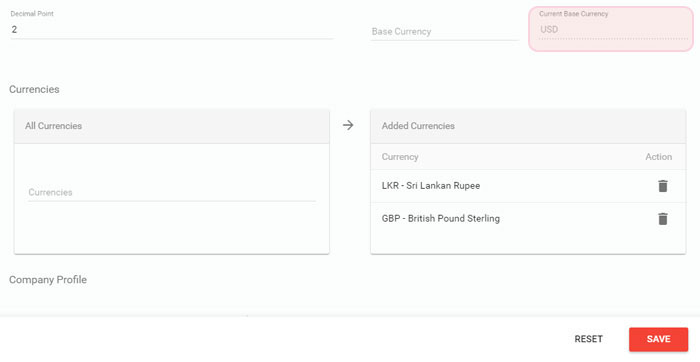 Decimal Point
2
Base Currency
Current Base Currency
USD
Currencies
All Currencies
Currencies
Added Currencies
Currency Action
LKR - Sri Lankan Rupee
GBP - British Pound Sterling
Company Profile
RESET SAVE